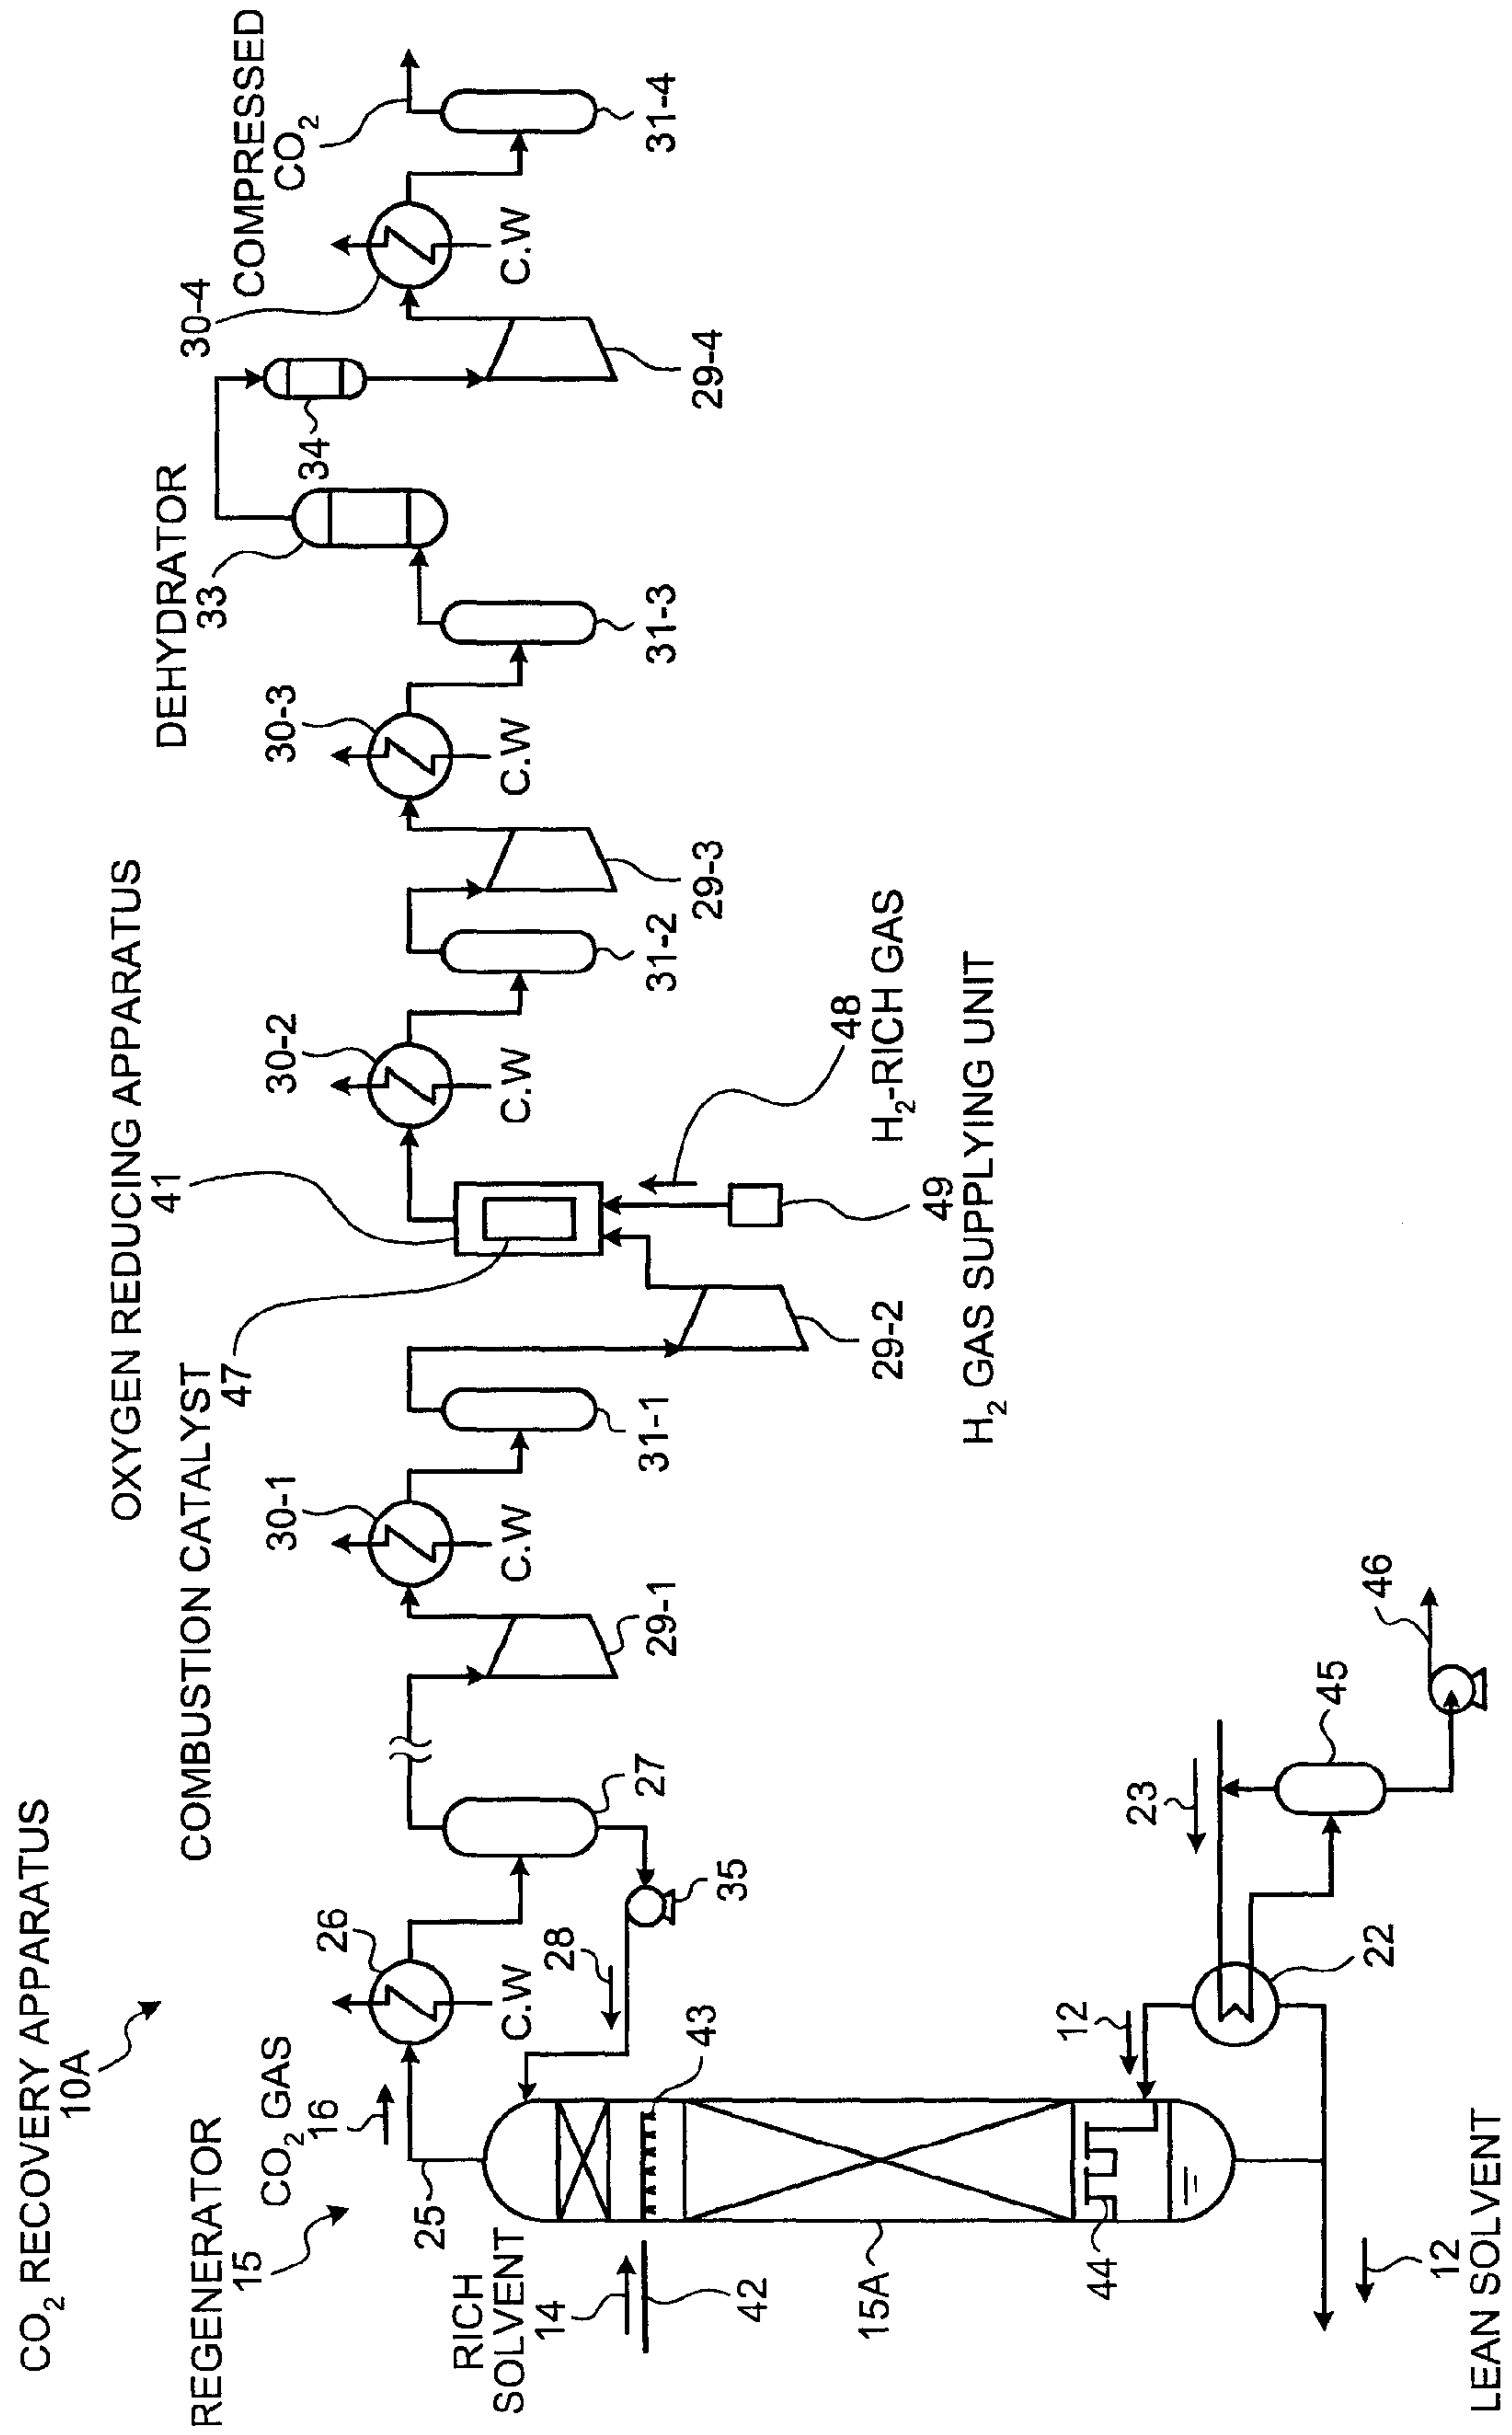 CO2 RECOVERY APPARATUS
10A
REGENERATOR
15
CO2 GAS
16
25
26
C.W
RICH
SOLVENT
14
42
43
28
35
27
15A
44
12
22
23
45
46
12
LEAN SOLVENT
COMBUSTION CATALYST
47
OXYGEN REDUCING APPARATUS
41
29-1
30-1
C.W
31-1
29-2
49
H2 GAS SUPPLYING UNIT
48
H2-RICH GAS
30-2
C.W
31-2
29-3
30-3
C.W
31-3
DEHYDRATOR
33
34
29-4
30-4
C.W
31-4
COMPRESSED
CO2